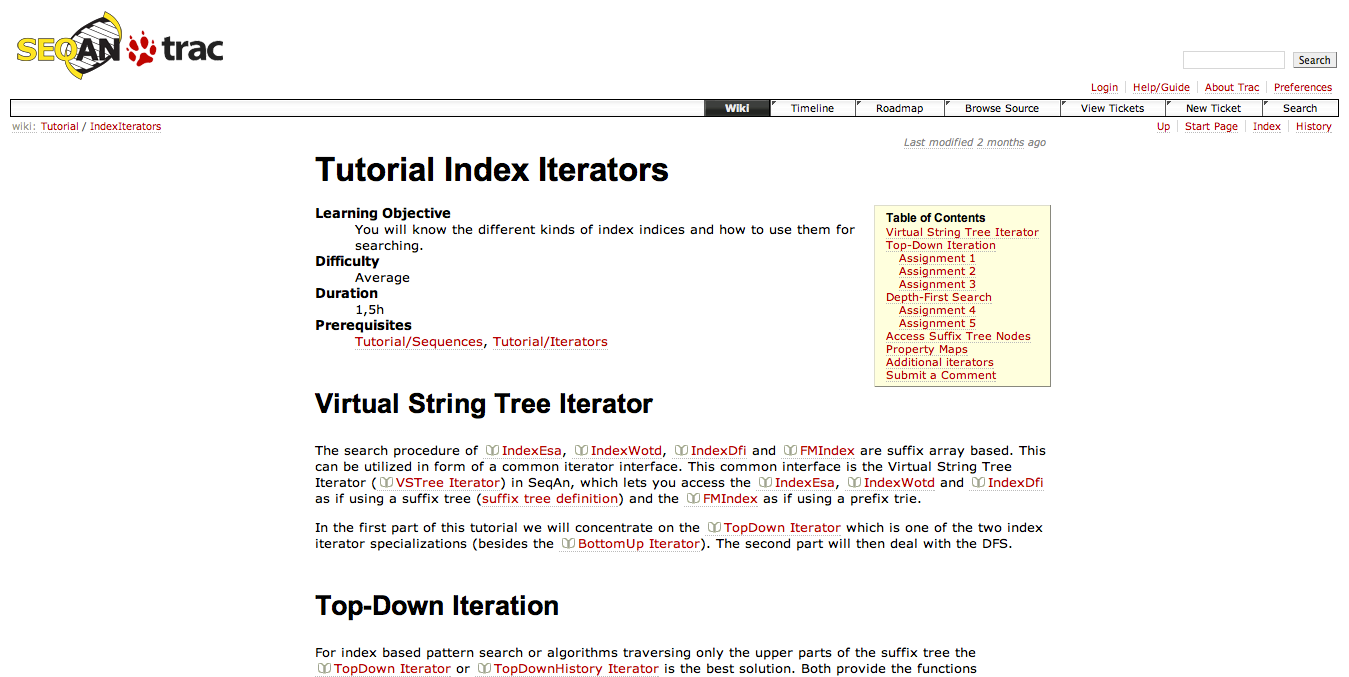 SEQAN trac
Search
Login Help/Guide About Trac Preferences
Wiki Timeline Roadmap Browse Source View Tickets New Ticket Search
wiki: Tutorial / IndexIterators
Up Start Page Index History
Last modified 2 months ago
Tutorial Index Iterators
Learning Objective
You will know the different kinds of index indices and how to use them for
searching.
Difficulty
Average
Duration
1,5h
Prerequisites
Tutorial/Sequences, Tutorial/Iterators
Table of Contents
Virtual String Tree Iterator
Top-Down Iteration
Assignment 1
Assignment 2
Assignment 3
Depth-First Search
Assignment 4
Assignment 5
Access Suffix Tree Nodes
Property Maps
Additional iterators
Submit a Comment
Virtual String Tree Iterator
The search procedure of IndexEsa, IndexWotd, IndexDfi and FMIndex are suffix array based. This
can be utilized in form of a common iterator interface. This common interface is the Virtual String Tree
Iterator ( VSTree Iterator) in SeqAn, which lets you access the IndexEsa, IndexWotd and IndexDfi
as if using a suffix tree (suffix tree definition) and the FMIndex as if using a prefix trie.
In the first part of this tutorial we will concentrate on the TopDown Iterator which is one of the two index
iterator specializations (besides the BottomUp Iterator). The second part will then deal with the DFS.
Top-Down Iteration
For index based pattern search or algorithms traversing only the upper parts of the suffix tree the
TopDown Iterator or TopDownHistory Iterator is the best solution. Both provide the functions